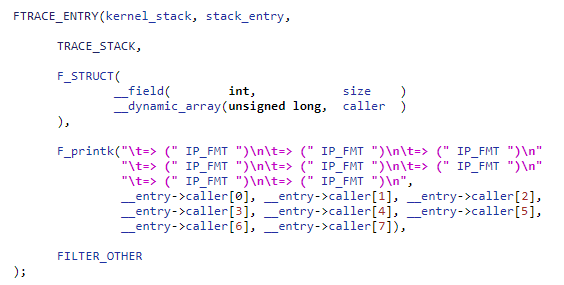 FTRACE_ENTRY(kernel_stack, stack_entry,
TRACE_STACK,
F_STRUCT(
__field( int, size )
__dynamic_array(unsigned long, caller )
),
F_printk("\t=> (" IP_FMT ")\n\t=> (" IP_FMT ")\n\t=> (" IP_FMT ")\n"
"\t=> (" IP_FMT ")\n\t=> (" IP_FMT ")\n\t=> (" IP_FMT ")\n"
"\t=> (" IP_FMT ")\n\t=> (" IP_FMT ")\n",
__entry->caller[0], __entry->caller[1], __entry->caller[2],
__entry->caller[3], __entry->caller[4], __entry->caller[5],
__entry->caller[6], __entry->caller[7]),
FILTER_OTHER
);